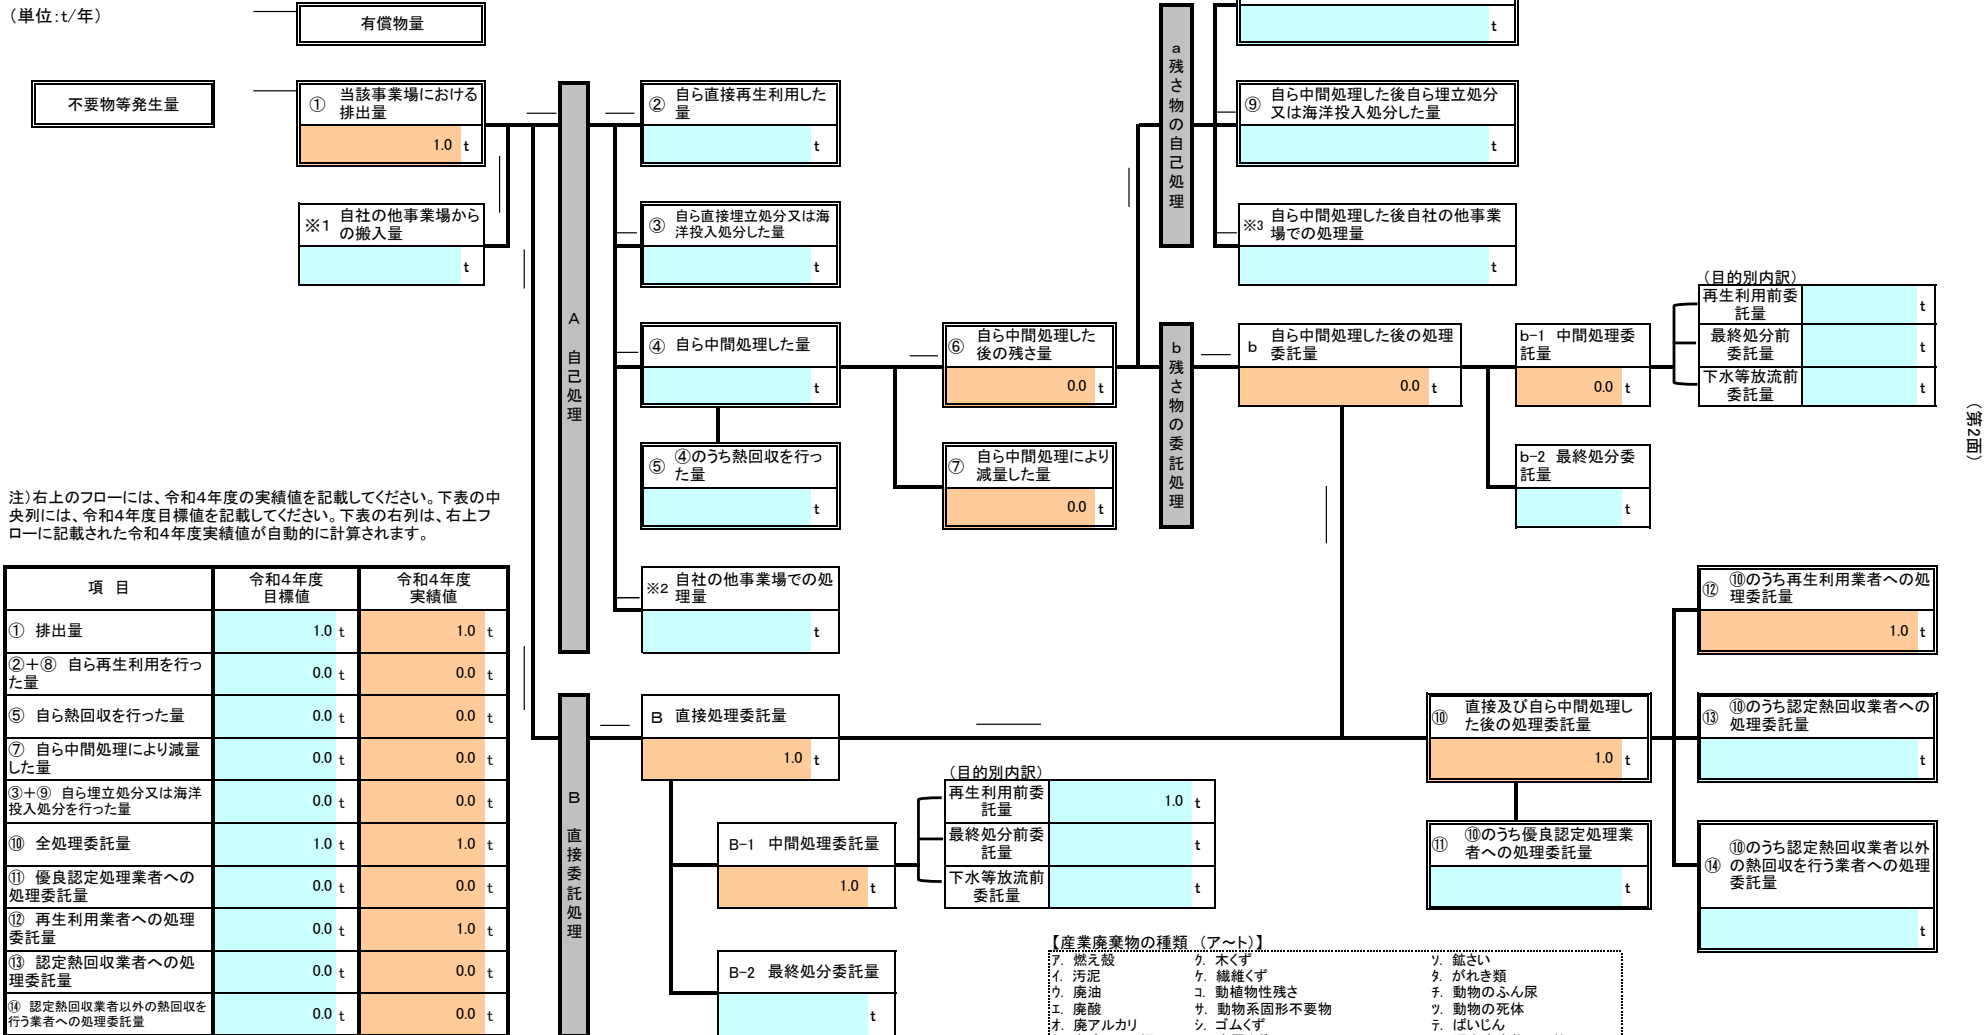 （単位：t/年）
有償物量
t
不要物等発生量
① 当該事業場における
排出量
1.0 t
※1 自社の他事業場から
の搬入量
t
A 自己処理
② 自ら直接再生利用した
量
t
③ 自ら直接埋立処分又は海
洋投入処分した量
t
④ 自ら中間処理した量
t
⑤ ④のうち熱回収を行っ
た量
t
※2 自社の他事業場での処
理量
t
⑥ 自ら中間処理した
後の残さ量
0.0 t
⑦ 自ら中間処理により
減量した量
0.0 t
a 残さ物の自己処理
⑨ 自ら中間処理した後自ら埋立処分
又は海洋投入処分した量
t
※3 自ら中間処理した後自社の他事業
場での処理量
t
b 残さ物の委託処理
b 自ら中間処理した後の処理
委託量
0.0 t
b-1 中間処理委
託量
0.0 t
b-2 最終処分委
託量
t
（目的別内訳）
再生利用前委
託量
t
最終処分前
委託量
t
下水等放流前
委託量
t
（第2面）
注）右上のフローには、令和4年度の実績値を記載してください。下表の中
央列には、令和4年度目標値を記載してください。下表の右列は、右上フ
ローに記載された令和4年度実績値が自動的に計算されます。
項 目 令和4年度
目標値 令和4年度
実績値
① 排出量 1.0 t 1.0 t
②＋⑧ 自ら再生利用を行っ
た量 0.0 t 0.0 t
⑤ 自ら熱回収を行った量 0.0 t 0.0 t
⑦ 自ら中間処理により減量
した量 0.0 t 0.0 t
③＋⑨ 自ら埋立処分又は海洋
投入処分を行った量 0.0 t 0.0 t
⑩ 全処理委託量 1.0 t 1.0 t
⑪ 優良認定処理業者への
処理委託量 0.0 t 0.0 t
⑫ 再生利用業者への処理
委託量 0.0 t 1.0 t
⑬ 認定熱回収業者への処
理委託量 0.0 t 0.0 t
⑭ 認定熱回収業者以外の熱回収を
行う業者への処理委託量 0.0 t 0.0 t
B 直接委託処理
B 直接処理委託量
1.0 t
B-1 中間処理委託量
1.0 t
B-2 最終処分委託量
t
（目的別内訳）
再生利用前委
託量
1.0 t
最終処分前委
託量
t
下水等放流前
委託量
t
⑩ 直接及び自ら中間処理し
た後の処理委託量
1.0 t
⑪ ⑩のうち優良認定処理業
者への処理委託量
t
⑫ ⑩のうち再生利用業者への処
理委託量
1.0 t
⑬ ⑩のうち認定熱回収業者への
処理委託量
t
⑭ ⑩のうち認定熱回収業者以外
の熱回収を行う業者への処理
委託量
t
【産業廃棄物の種類 （ア～ト）】
ア. 燃え殻 ク. 木くず ソ. 鉱さい
イ. 汚泥 ケ. 繊維くず タ. がれき類
ウ. 廃油 コ. 動植物性残さ チ. 動物のふん尿
エ. 廃酸 サ. 動物系固形不要物 ツ. 動物の死体
オ. 廃アルカリ シ. ゴムくず テ. ばいじん